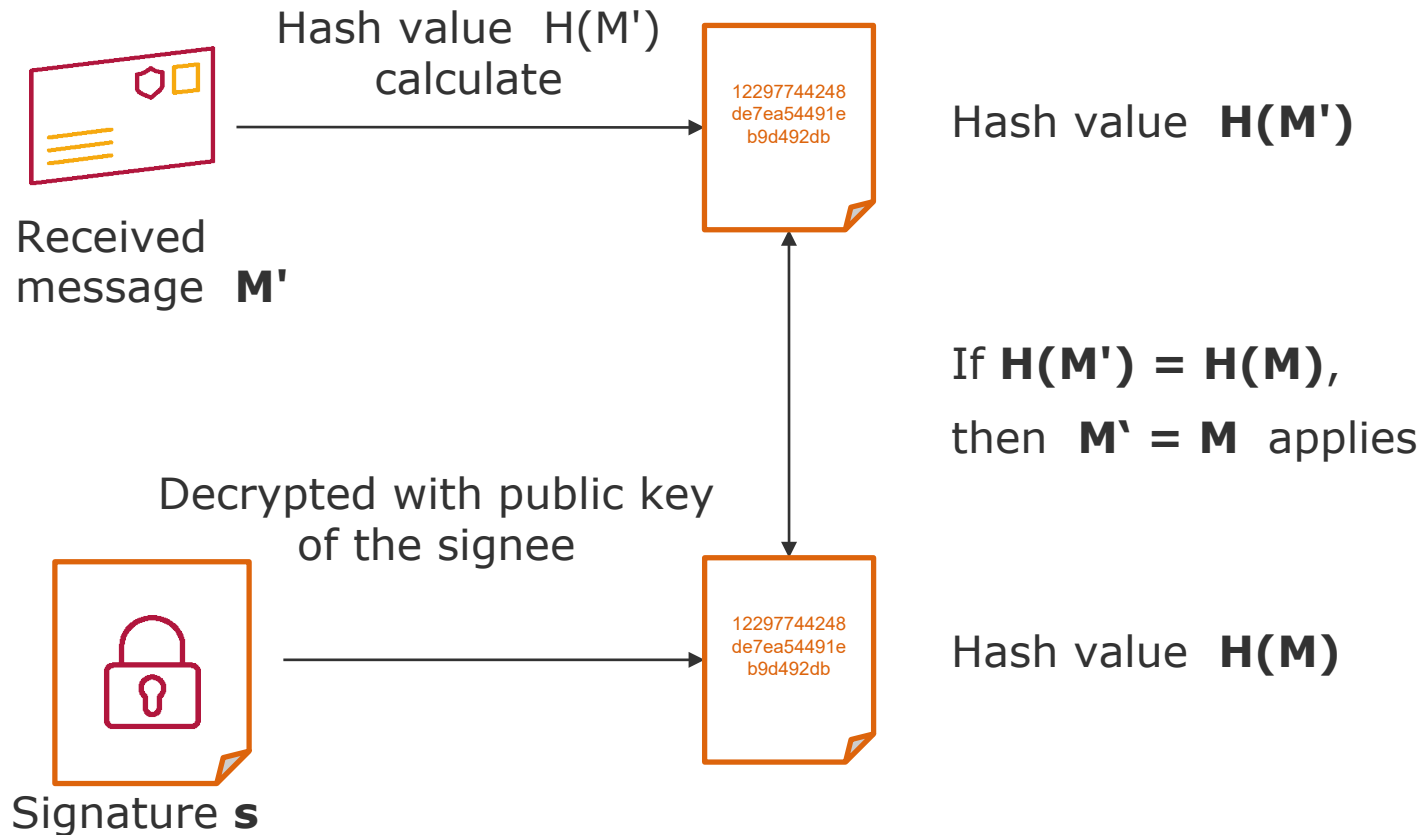 Hash value H(M')
calculate
12297744248
de7ea54491e
b9d492db
Hash value H(M')
Received
message M'
If H(M') = H(M),
then M‘ = M applies
Decrypted with public key
of the signee
12297744248
de7ea54491e
b9d492db
Hash value H(M)
Signature s